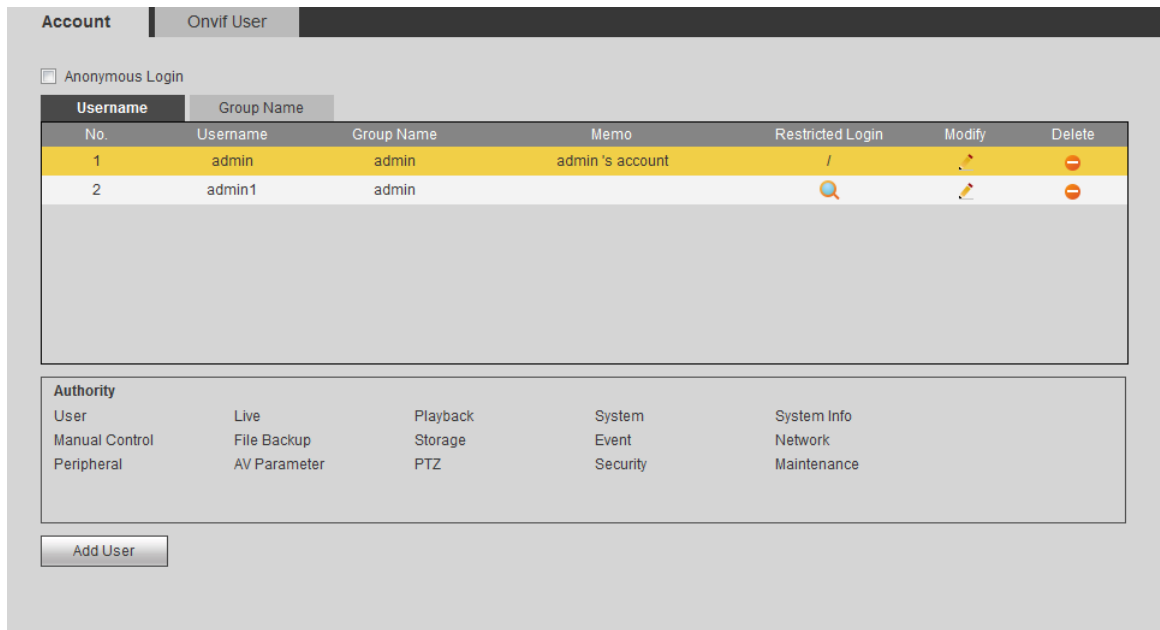 Account Onvif User
Anonymous Login
Username Group Name
No. Username Group Name Memo Restricted Login Modify Delete
1 admin admin admin 's account /
2 admin1 admin
Authority
User Live Playback System System Info
Manual Control File Backup Storage Event Network
Peripheral AV Parameter PTZ Security Maintenance
Add User